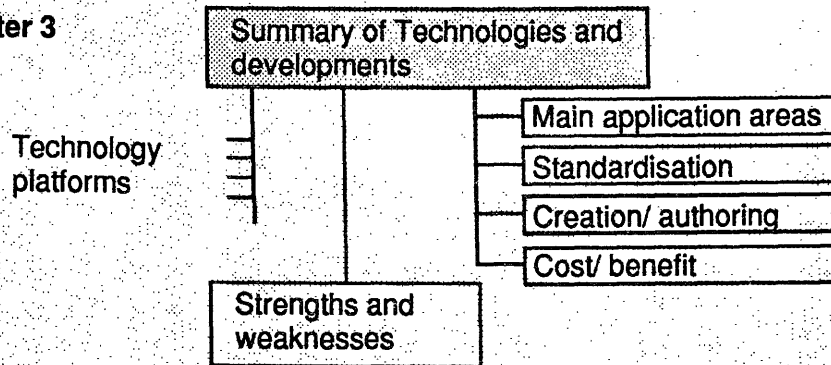 ter 3
Summary of Technologies and
developments
Technology
platforms
Main application areas
Standardisation
Creation/ authoring
Cost/ benefit
Strengths and
weaknesses